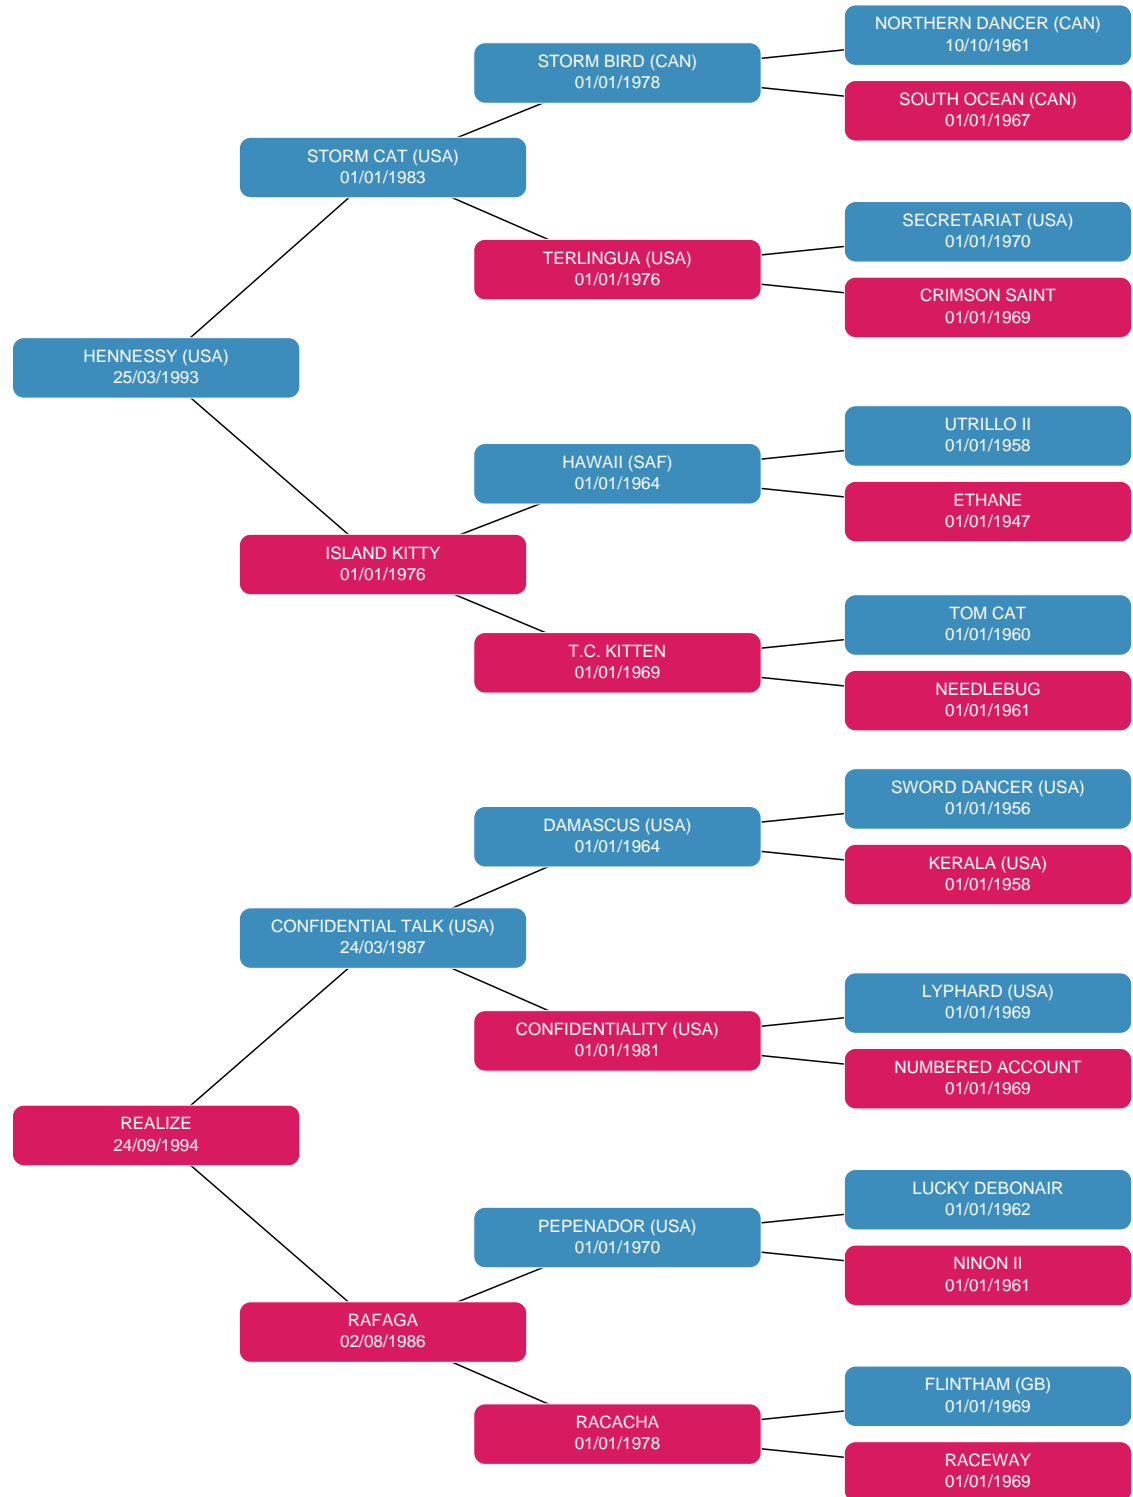 NORTHERN DANCER (CAN)
10/10/1961
STORM BIRD (CAN)
01/01/1978
SOUTH OCEAN (CAN)
01/01/1967
STORM CAT (USA)
01/01/1983
SECRETARIAT (USA)
01/01/1970
TERLINGUA (USA)
01/01/1976
CRIMSON SAINT
01/01/1969
HENNESSY (USA)
25/03/1993
UTRILLO II
01/01/1958
HAWAII (SAF)
01/01/1964
ETHANE
01/01/1947
ISLAND KITTY
01/01/1976
TOM CAT
01/01/1960
T.C. KITTEN
01/01/1969
NEEDLEBUG
01/01/1961
SWORD DANCER (USA)
01/01/1956
DAMASCUS (USA)
01/01/1964
KERALA (USA)
01/01/1958
CONFIDENTIAL TALK (USA)
24/03/1987
LYPHARD (USA)
01/01/1969
CONFIDENTIALITY (USA)
01/01/1981
NUMBERED ACCOUNT
01/01/1969
REALIZE
24/09/1994
LUCKY DEBONAIR
01/01/1962
PEPENADOR (USA)
01/01/1970
NINON II
01/01/1961
RAFAGA
02/08/1986
FLINTHAM (GB)
01/01/1969
RACACHA
01/01/1978
RACEWAY
01/01/1969